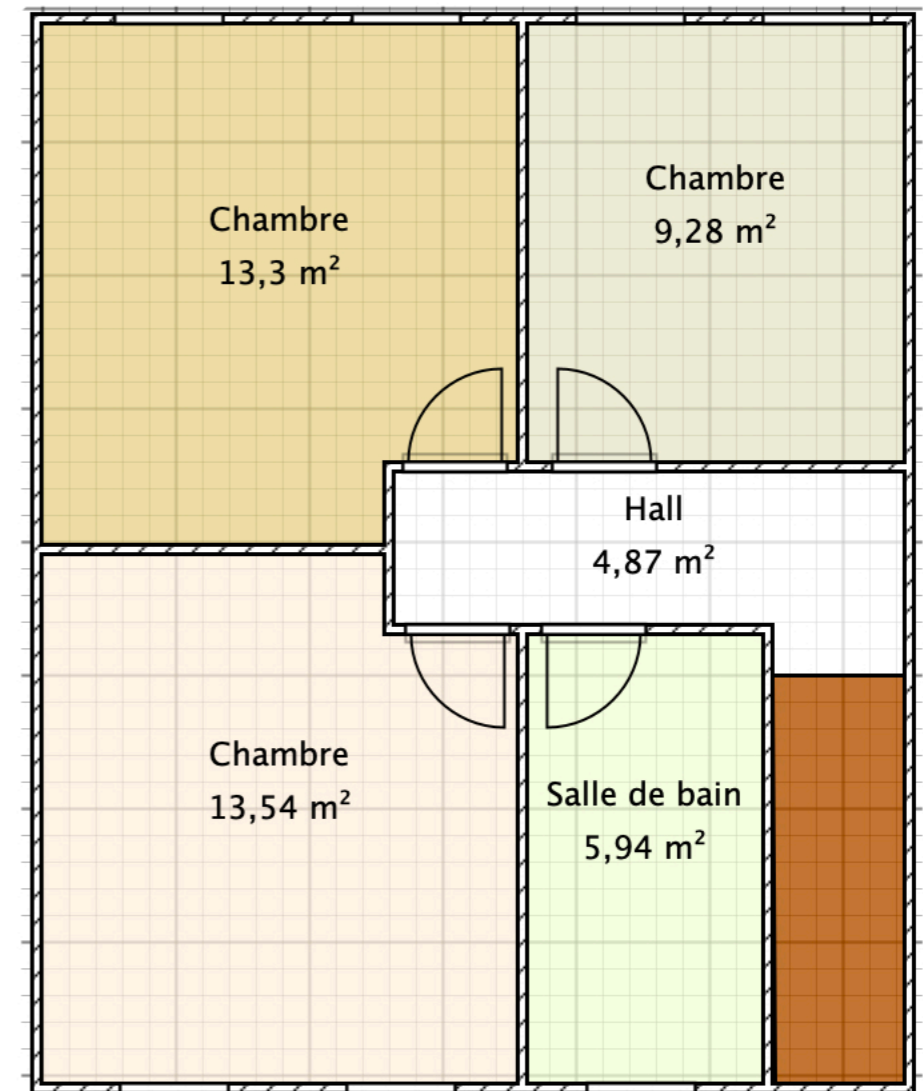 Chambre
13,3 m²
Chambre
9,28 m²
Hall
4,87 m²
Chambre
13,54 m²
Salle de bain
5,94 m²